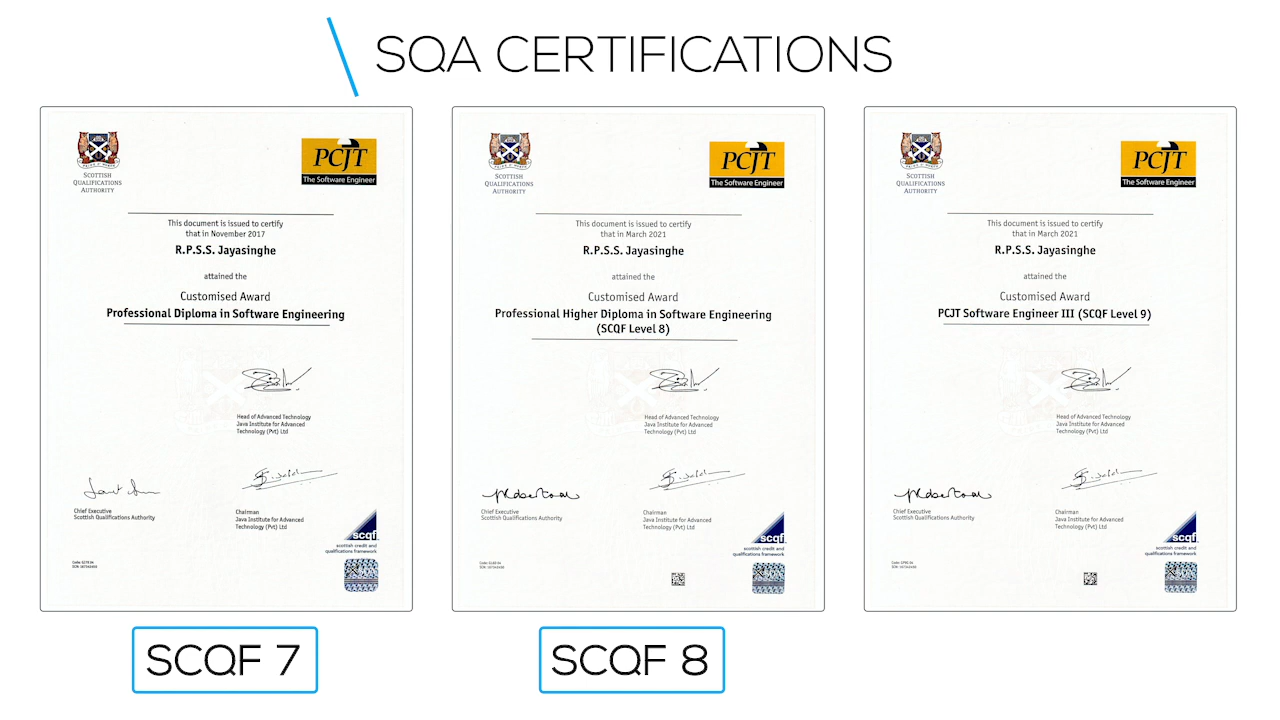 SQA CERTIFICATIONS
SCOTTISH
QUALIFICATIONS
AUTHORITY
PCJT
The Software Engineer
This document is issued to certify
that in November 2017
R.P.S.S. Jayasinghe
attained the
Customised Award
Professional Diploma in Software Engineering
Head of Advanced Technology
Java Institute for Advanced
Technology (Pvt) Ltd
Chief Executive
Scottish Qualifications Authority
Chairman
Java Institute for Advanced
Technology (Pvt) Ltd
scqf
scottish credit and
qualifications framework
SCQF 7
SCOTTISH
QUALIFICATIONS
AUTHORITY
PCJT
The Software Engineer
This document is issued to certify
that in March 2021
R.P.S.S. Jayasinghe
attained the
Customised Award
Professional Higher Diploma in Software Engineering
(SCQF Level 8)
Head of Advanced Technology
Java Institute for Advanced
Technology (Pvt) Ltd
Chief Executive
Scottish Qualifications Authority
Chairman
Java Institute for Advanced
Technology (Pvt) Ltd
scqf
scottish credit and
qualifications framework
SCQF 8
SCOTTISH
QUALIFICATIONS
AUTHORITY
PCJT
The Software Engineer
This document is issued to certify
that in March 2021
R.P.S.S. Jayasinghe
attained the
Customised Award
PCJT Software Engineer III (SCQF Level 9)
Head of Advanced Technology
Java Institute for Advanced
Technology (Pvt) Ltd
Chief Executive
Scottish Qualifications Authority
Chairman
Java Institute for Advanced
Technology (Pvt) Ltd
scqf
scottish credit and
qualifications framework